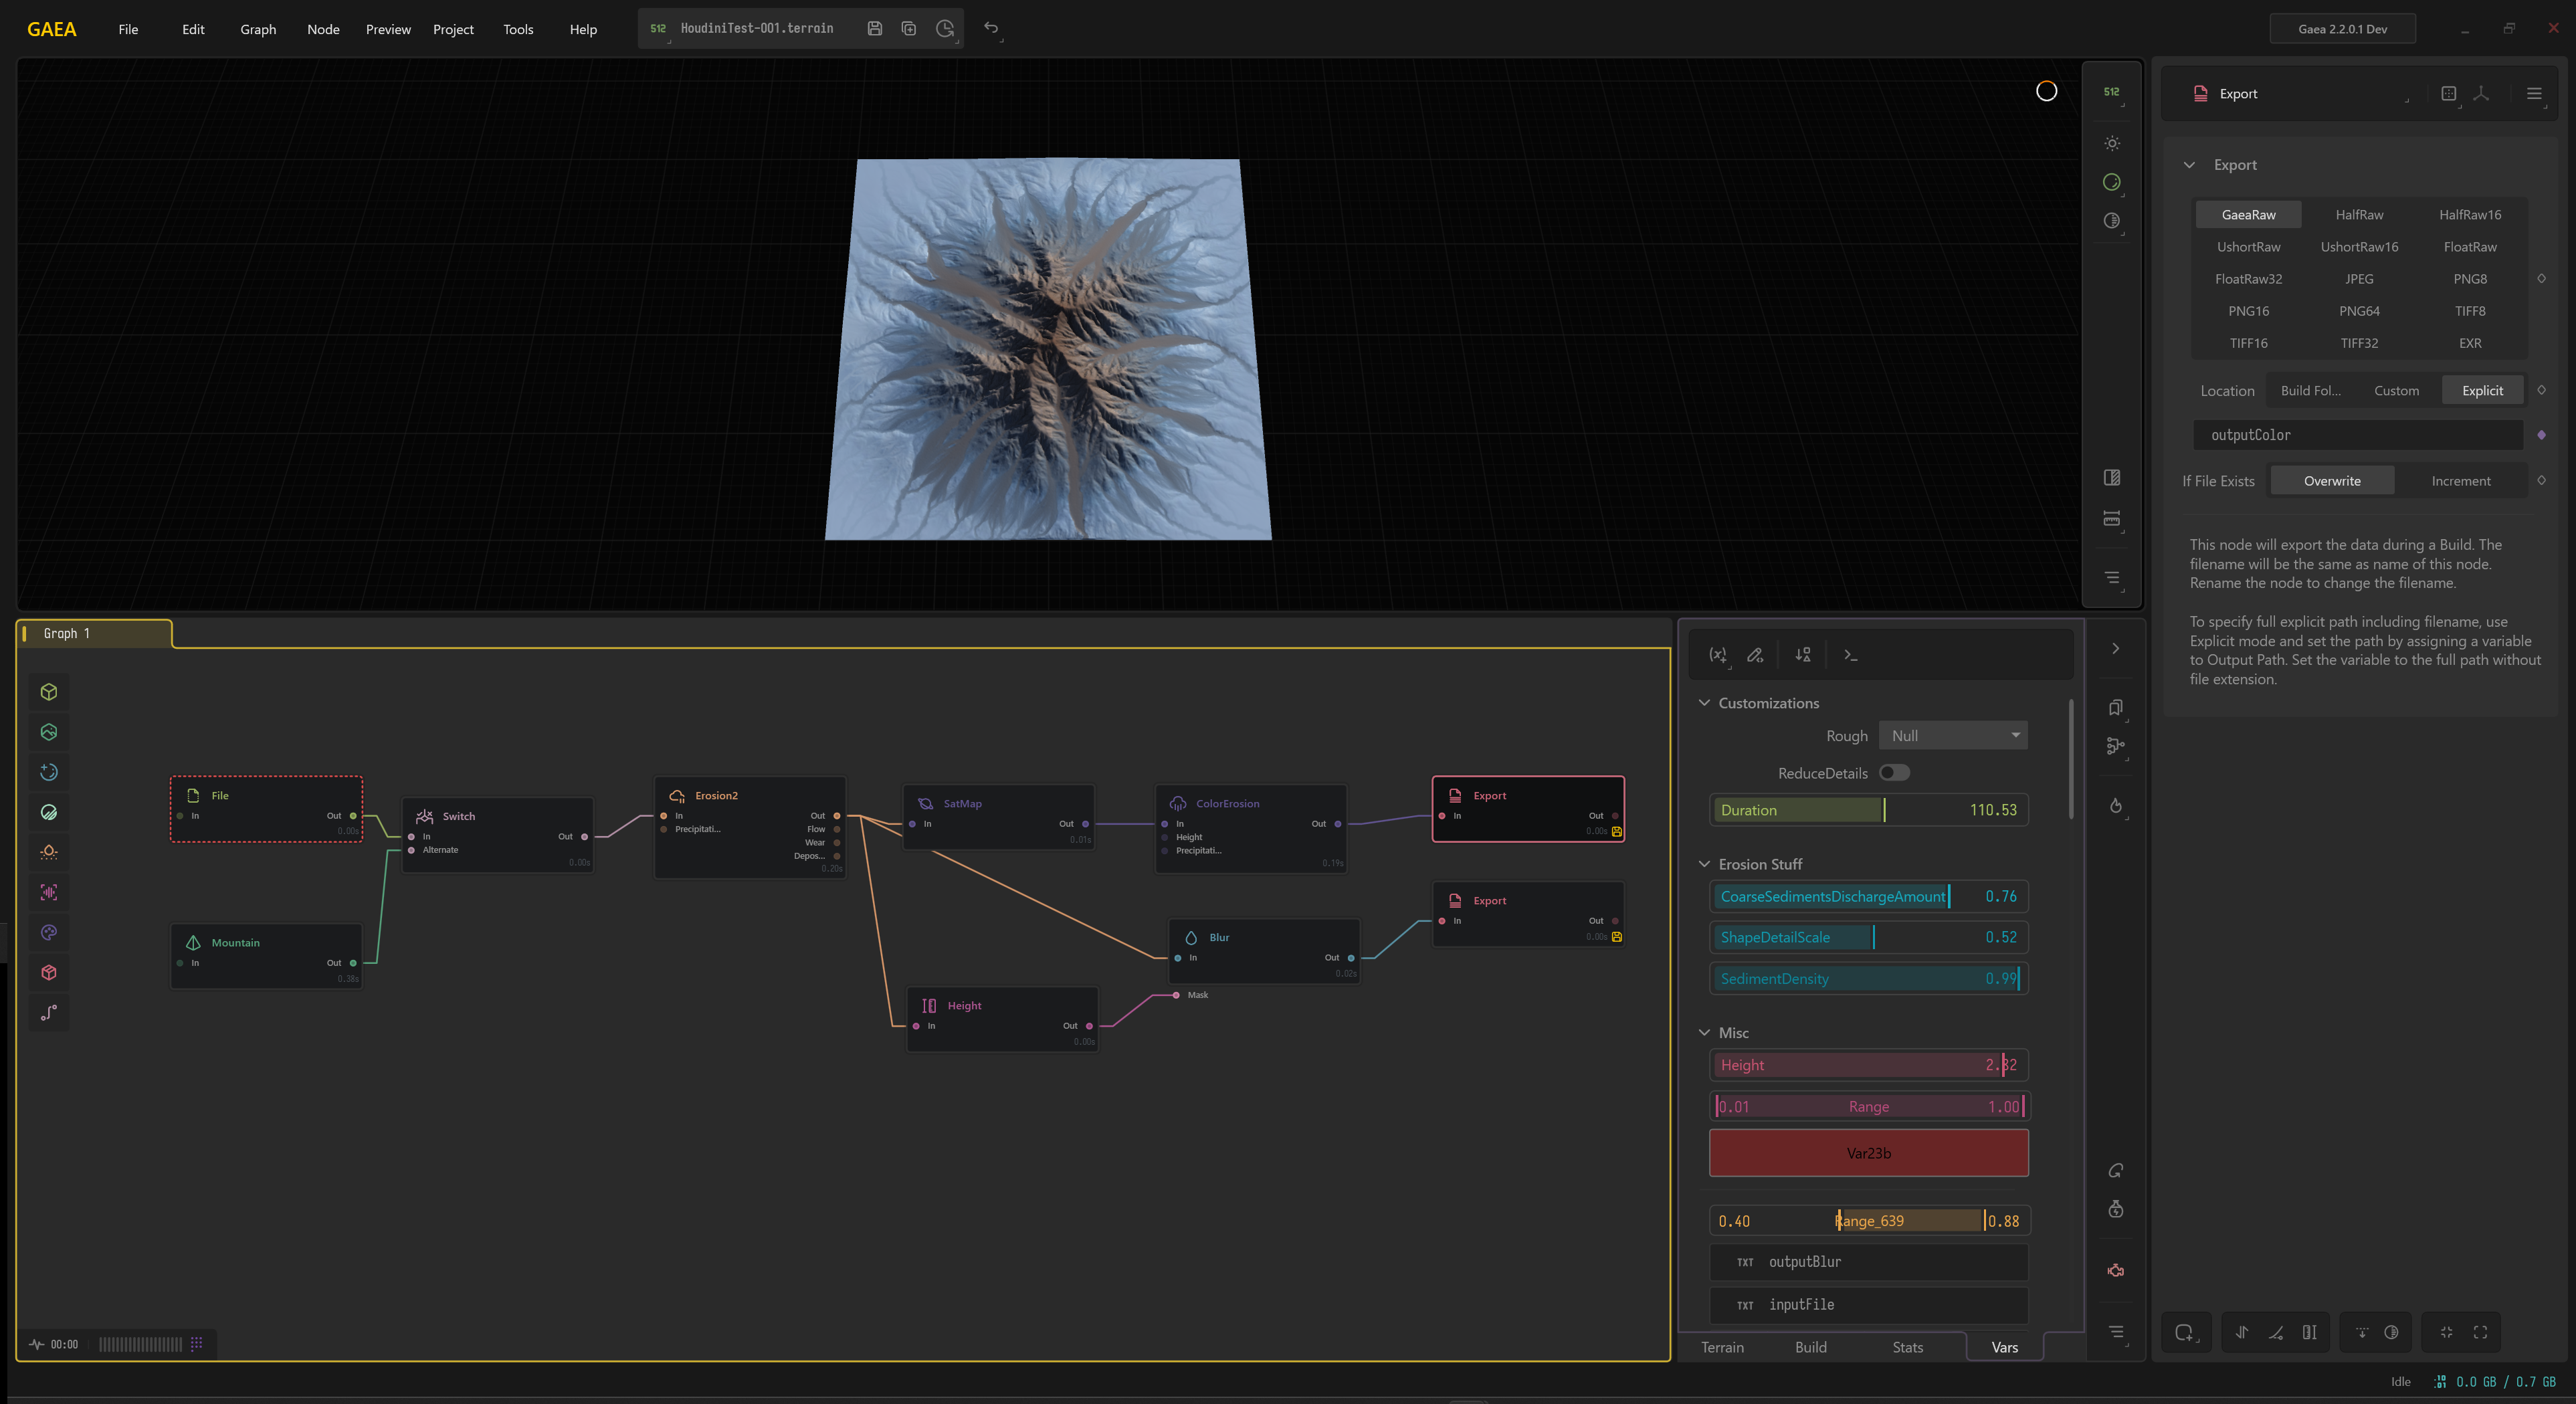 GAEA File Edit Graph Node Preview Project Tools Help 512 HoudiniTest-001.terrain Gaea 2.2.0.1 Dev
512
Export
Export
GaeaRaw HalfRaw HalfRaw16
UshortRaw UshortRaw16 FloatRaw
FloatRaw32 JPEG PNG8
PNG16 PNG64 TIFF8
TIFF16 TIFF32 EXR
Location Build Fol... Custom Explicit
outputColor
If File Exists Overwrite Increment
This node will export the data during a Build. The
filename will be the same as name of this node.
Rename the node to change the filename.
To specify full explicit path including filename, use
Explicit mode and set the path by assigning a variable
to Output Path. Set the variable to the full path without
file extension.
Graph 1
File
In Out
0.00s
Mountain
In Out
0.38s
Switch
In Out
Alternate
0.00s
Erosion2
In Out
Precipitati... Flow
Wear
Depos...
0.20s
SatMap
In Out
0.01s
ColorErosion
In Out
Height
Precipitati...
0.19s
Export
In Out
0.00s
Export
In Out
0.00s
Blur
In Out
0.02s
Mask
Height
In Out
0.00s
00:00
Customizations
Rough Null
ReduceDetails
Duration 110.53
Erosion Stuff
CoarseSedimentsDischargeAmount 0.76
ShapeDetailScale 0.52
SedimentDensity 0.99
Misc
Height 2.82
0.01 Range 1.00
Var23b
0.40 Range_639 0.88
TXT outputBlur
TXT inputFile
Terrain Build Stats Vars
Idle 0.0 GB / 0.7 GB